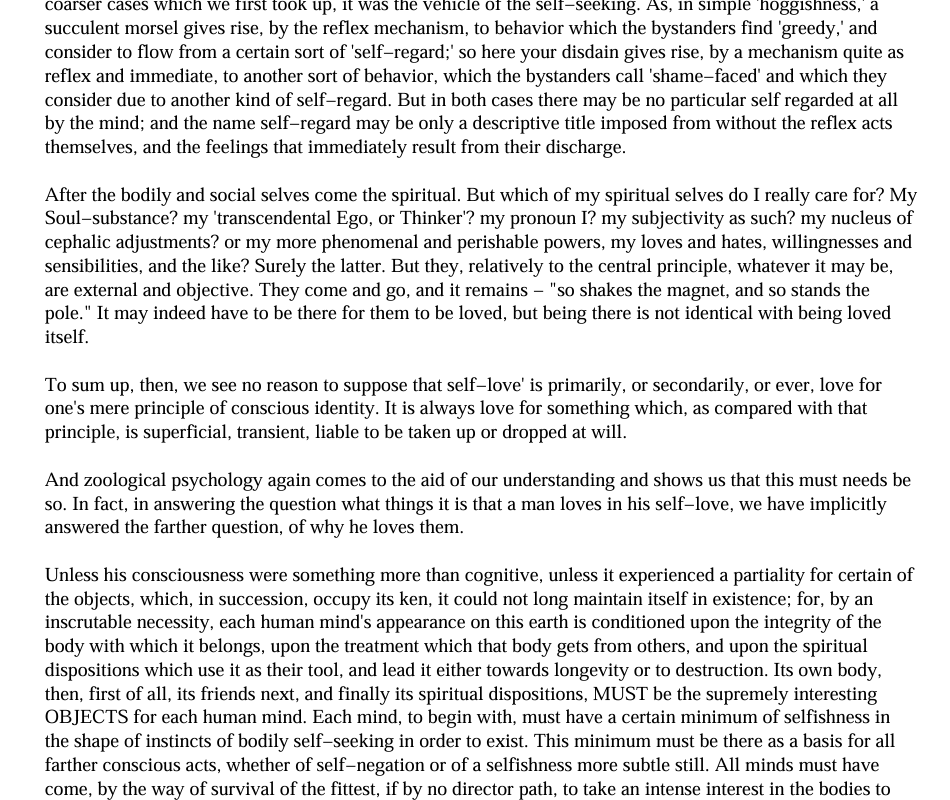 coarser cases which we first took up, it was the vehicle of the self−seeking. As, in simple 'hoggishness,' a
succulent morsel gives rise, by the reflex mechanism, to behavior which the bystanders find 'greedy,' and
consider to flow from a certain sort of 'self−regard;' so here your disdain gives rise, by a mechanism quite as
reflex and immediate, to another sort of behavior, which the bystanders call 'shame−faced' and which they
consider due to another kind of self−regard. But in both cases there may be no particular self regarded at all
by the mind; and the name self−regard may be only a descriptive title imposed from without the reflex acts
themselves, and the feelings that immediately result from their discharge.
After the bodily and social selves come the spiritual. But which of my spiritual selves do I really care for? My
Soul−substance? my 'transcendental Ego, or Thinker'? my pronoun I? my subjectivity as such? my nucleus of
cephalic adjustments? or my more phenomenal and perishable powers, my loves and hates, willingnesses and
sensibilities, and the like? Surely the latter. But they, relatively to the central principle, whatever it may be,
are external and objective. They come and go, and it remains − "so shakes the magnet, and so stands the
pole." It may indeed have to be there for them to be loved, but being there is not identical with being loved
itself.
To sum up, then, we see no reason to suppose that self−love' is primarily, or secondarily, or ever, love for
one's mere principle of conscious identity. It is always love for something which, as compared with that
principle, is superficial, transient, liable to be taken up or dropped at will.
And zoological psychology again comes to the aid of our understanding and shows us that this must needs be
so. In fact, in answering the question what things it is that a man loves in his self−love, we have implicitly
answered the farther question, of why he loves them.
Unless his consciousness were something more than cognitive, unless it experienced a partiality for certain of
the objects, which, in succession, occupy its ken, it could not long maintain itself in existence; for, by an
inscrutable necessity, each human mind's appearance on this earth is conditioned upon the integrity of the
body with which it belongs, upon the treatment which that body gets from others, and upon the spiritual
dispositions which use it as their tool, and lead it either towards longevity or to destruction. Its own body,
then, first of all, its friends next, and finally its spiritual dispositions, MUST be the supremely interesting
OBJECTS for each human mind. Each mind, to begin with, must have a certain minimum of selfishness in
the shape of instincts of bodily self−seeking in order to exist. This minimum must be there as a basis for all
farther conscious acts, whether of self−negation or of a selfishness more subtle still. All minds must have
come, by the way of survival of the fittest, if by no director path, to take an intense interest in the bodies to